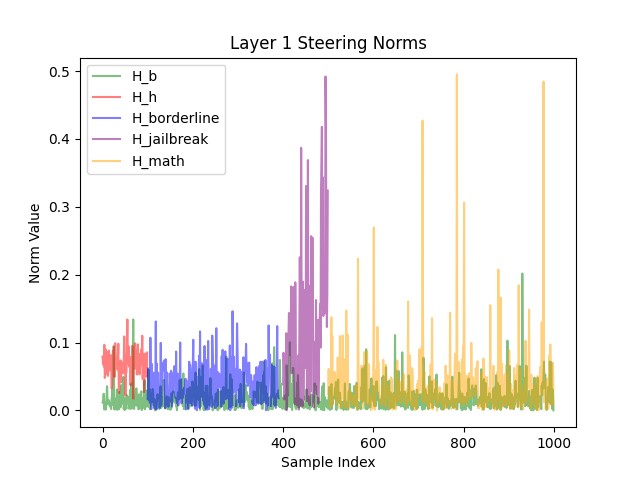 Layer 1 Steering Norms
H_b
H_h
H_borderline
H_jailbreak
H_math
Norm Value
0.5
0.4
0.3
0.2
0.1
0.0
0
200
400
600
800
1000
Sample Index